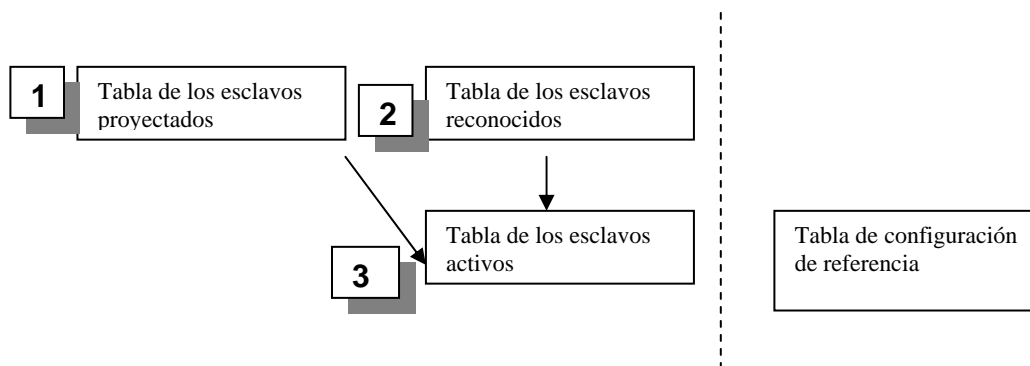 1
Tabla de los esclavos
proyectados
2
Tabla de los esclavos
reconocidos
3
Tabla de los esclavos
activos
Tabla de configuración
de referencia